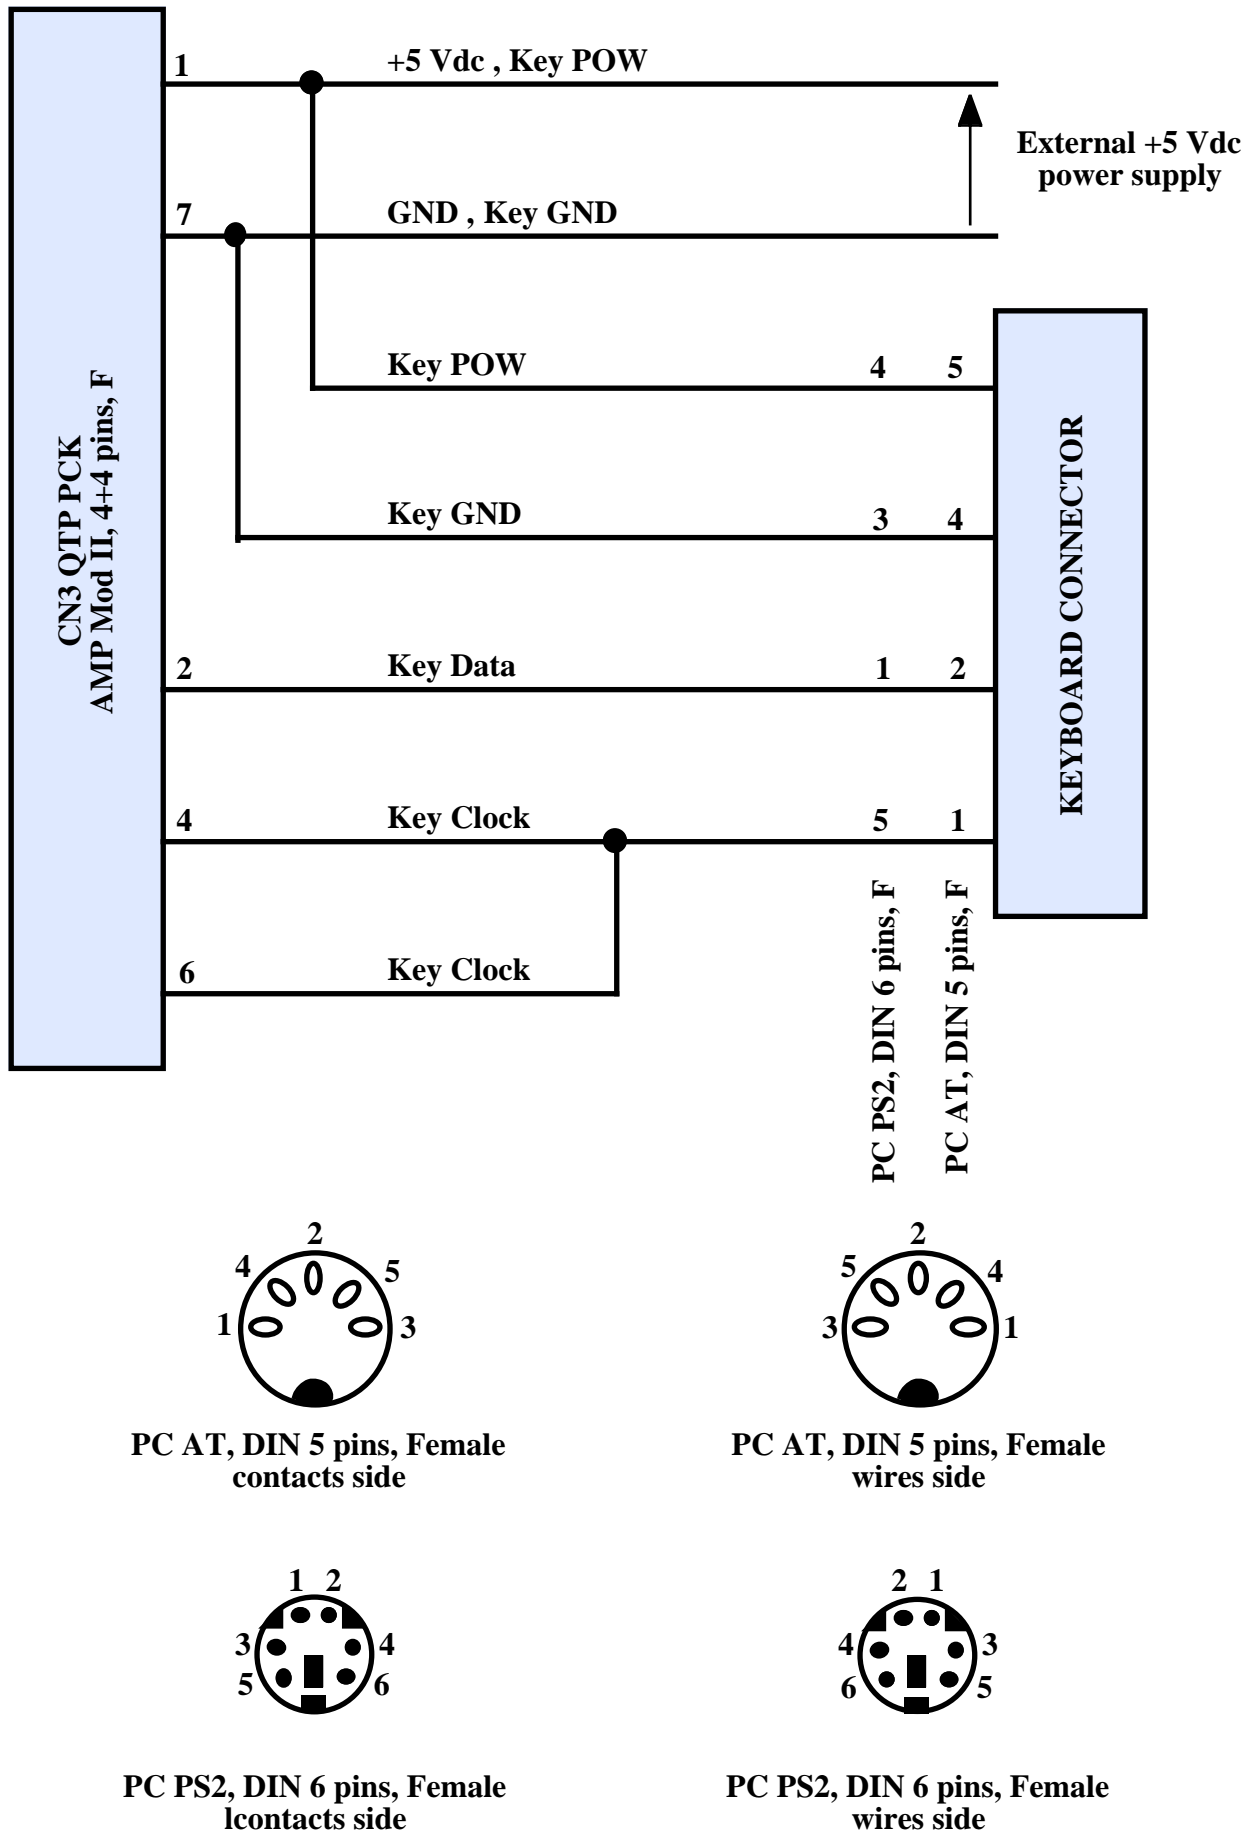 1
+5 Vdc , Key POW
External +5 Vdc
power supply
7
GND , Key GND
Key POW
4
5
Key GND
3
4
CN3 QTP PCK
AMP Mod II, 4+4 pins, F
KEYBOARD CONNECTOR
2
Key Data
1
2
4
Key Clock
5
1
6
Key Clock
PC PS2, DIN 6 pins, F
PC AT, DIN 5 pins, F
2
4
5
1
3
PC AT, DIN 5 pins, Female
contacts side
2
5
4
3
1
PC AT, DIN 5 pins, Female
wires side
1 2
3
4
5
6
PC PS2, DIN 6 pins, Female
lcontacts side
2 1
4
3
6
5
PC PS2, DIN 6 pins, Female
wires side